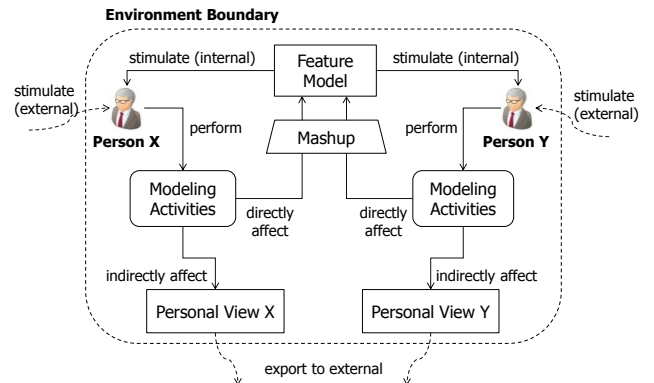 Environment Boundary
stimulate (internal)
Feature
Model
stimulate (internal)
stimulate
(external)
stimulate
(external)
Person X
perform
Mashup
perform
Person Y
Modeling
Activities
directly
affect
directly
affect
Modeling
Activities
indirectly affect
indirectly affect
Personal View X
Personal View Y
export to external